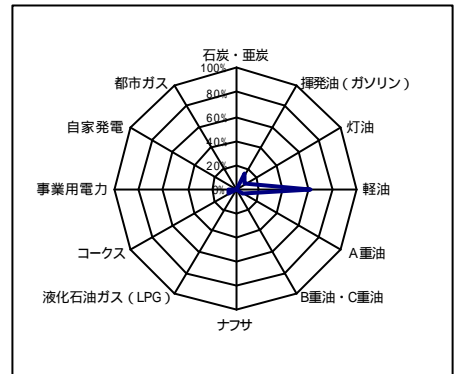 石炭・亜炭
100%
都市ガス
揮発油(ガソリン)
80%
60%
自家発電
灯油
40%
20%
事業用電力
0%
軽油
コークス
A重油
液化石油ガス(LPG)
B重油・C重油
ナフサ